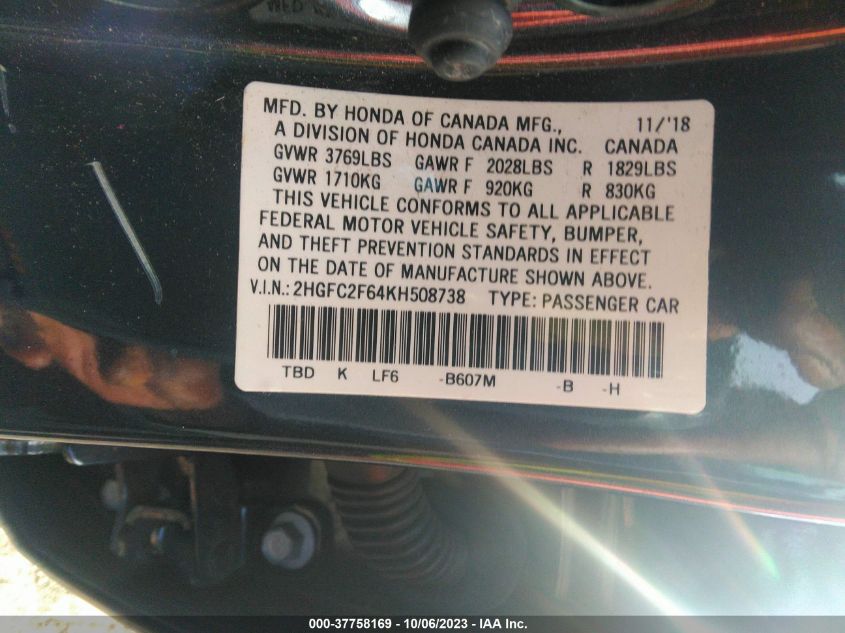 MFD. BY HONDA OF CANADA MFG., 11/'18
A DIVISION OF HONDA CANADA INC. CANADA
GVWR 3769LBS GAWR F 2028LBS R 1829LBS
GVWR 1710KG GAWR F 920KG R 830KG
THIS VEHICLE CONFORMS TO ALL APPLICABLE
FEDERAL MOTOR VEHICLE SAFETY, BUMPER,
AND THEFT PREVENTION STANDARDS IN EFFECT
ON THE DATE OF MANUFACTURE SHOWN ABOVE.
V.I.N.: 2HGFC2F64KH508738 TYPE: PASSENGER CAR
TBD K LF6 -B607M -B -H
000-37758169 - 10/06/2023 - IAA Inc.